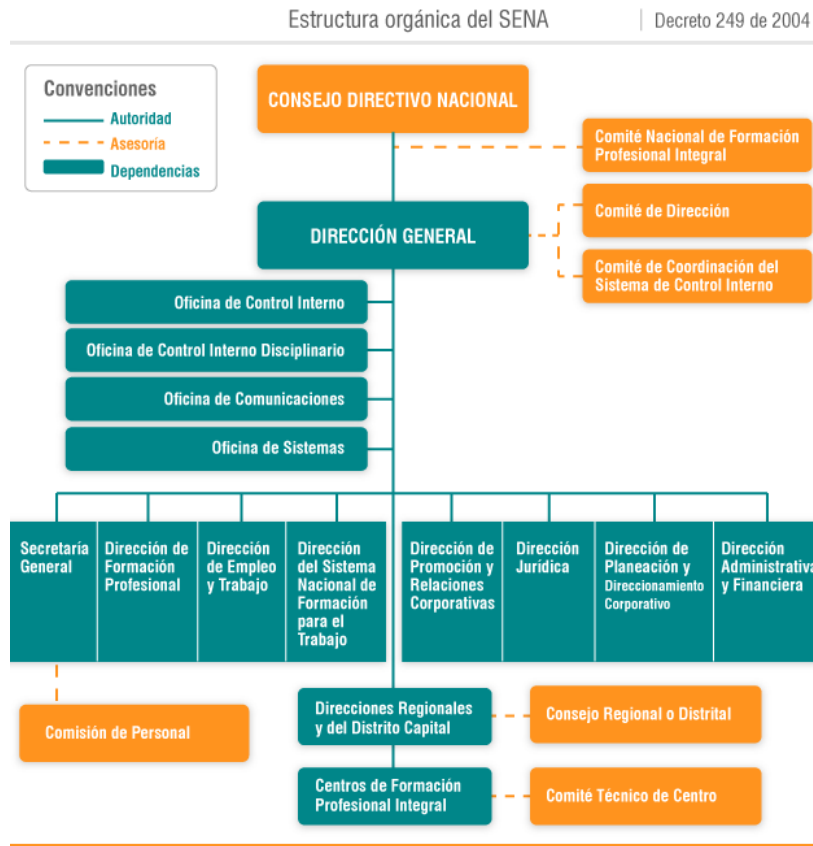 Estructura orgánica del SENA
Decreto 249 de 2004
Convenciones
Autoridad
Asesoría
Dependencias
CONSEJO DIRECTIVO NACIONAL
Comité Nacional de Formación
Profesional Integral
DIRECCIÓN GENERAL
Comité de Dirección
Comité de Coordinación del
Sistema de Control Interno
Oficina de Control Interno
Oficina de Control Interno Disciplinario
Oficina de Comunicaciones
Oficina de Sistemas
Secretaría
General
Dirección de
Formación
Profesional
Dirección
de Empleo
y Trabajo
Dirección
del Sistema
Nacional de
Formación
para el
Trabajo
Dirección de
Promoción y
Relaciones
Corporativas
Dirección
Jurídica
Dirección de
Planeación y
Direccionamiento
Corporativo
Dirección
Administrativa
y Financiera
Comisión de Personal
Direcciones Regionales
y del Distrito Capital
Consejo Regional o Distrital
Centros de Formación
Profesional Integral
Comité Técnico de Centro